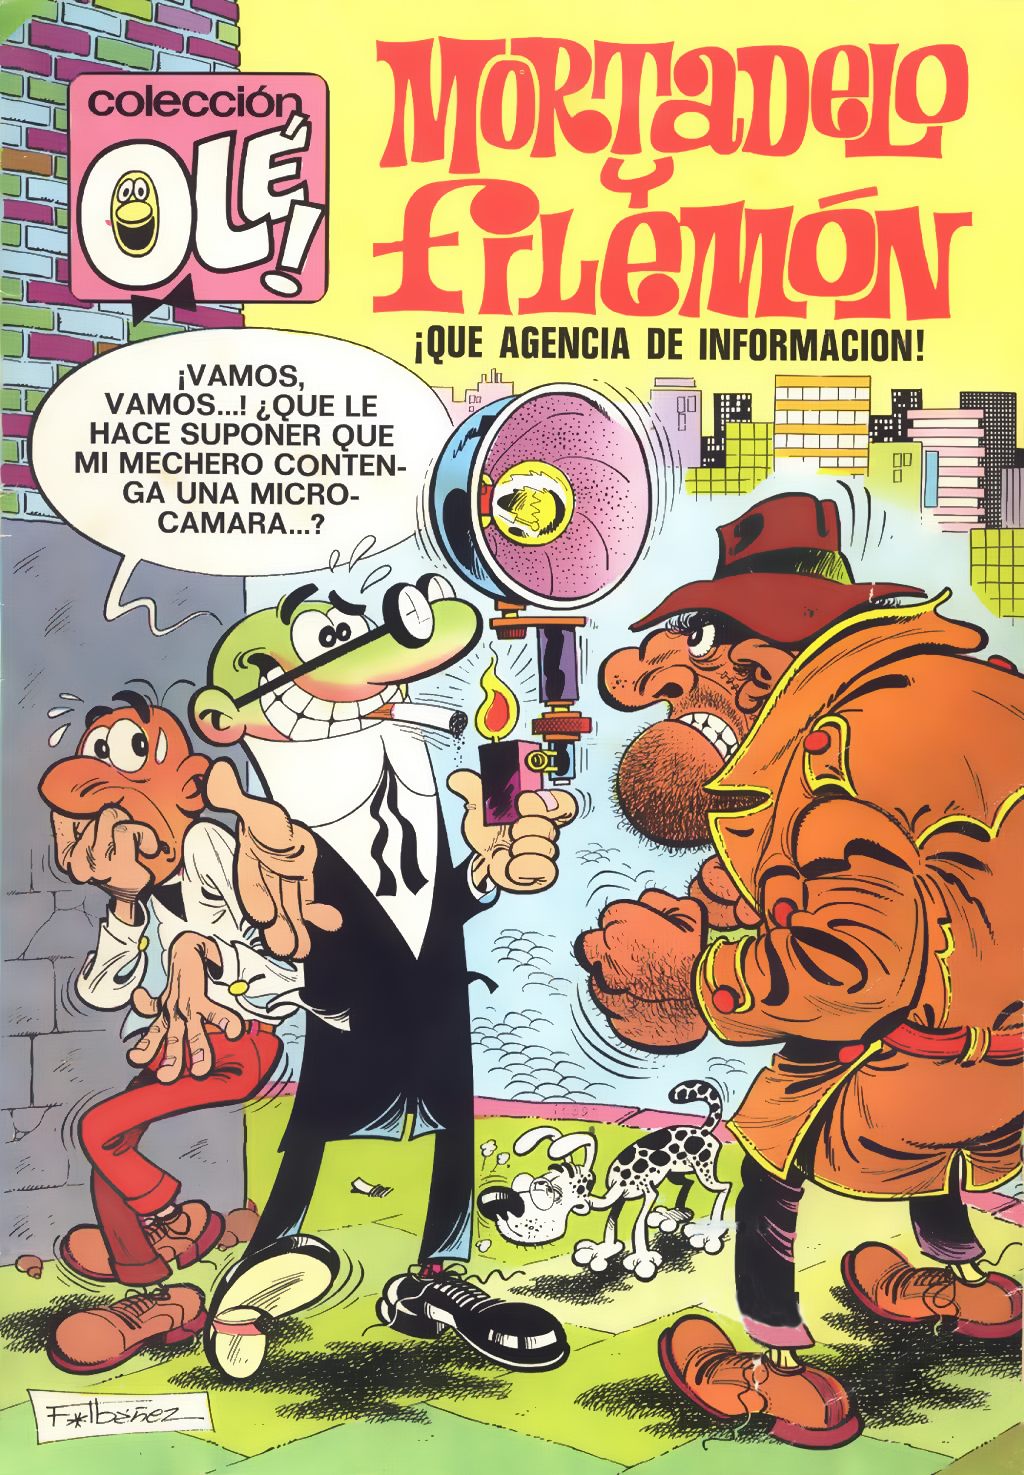 colección
OLÉ!
MORTADELO
Y
FILEMÓN
¡QUE AGENCIA DE INFORMACION!
¡VAMOS,
VAMOS...! ¿QUE LE
HACE SUPONER QUE
MI MECHERO CONTEN-
GA UNA MICRO-
CAMARA...?
F. Ibáñez